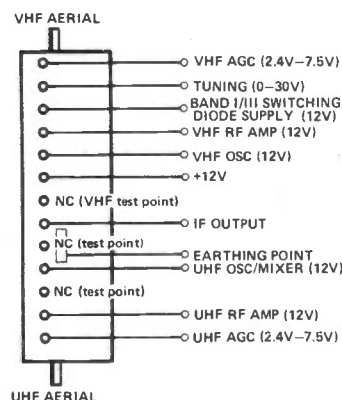 VHF AERIAL
VHF AGC (2.4V–7.5V)
TUNING (0–30V)
BAND I/III SWITCHING
DIODE SUPPLY (12V)
VHF RF AMP (12V)
VHF OSC (12V)
+12V
NC (VHF test point)
IF OUTPUT
NC (test point)
EARTHING POINT
UHF OSC/MIXER (12V)
NC (test point)
UHF RF AMP (12V)
UHF AGC (2.4V–7.5V)
UHF AERIAL